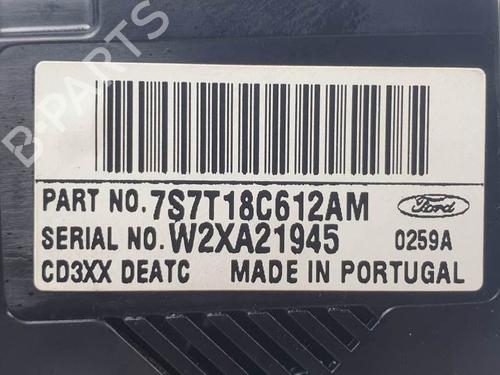 B-PARTS
PART NO. 7S7T18C612AM
Ford
SERIAL NO. W2XA21945 0259A
CD3XX DEATC MADE IN PORTUGAL